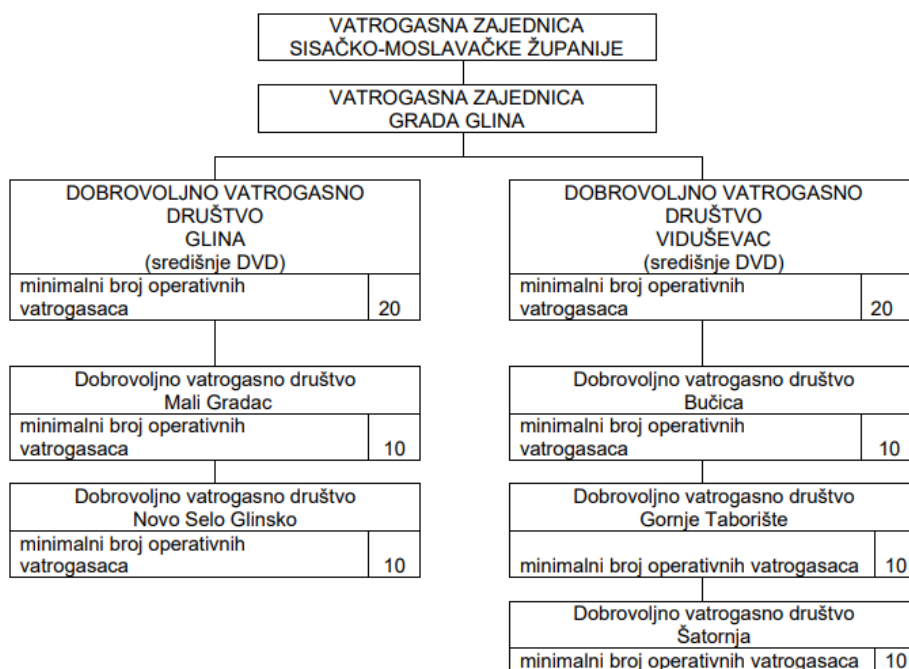 VATROGASNA ZAJEDNICA
SISAČKO-MOSLAVAČKE ŽUPANIJE
VATROGASNA ZAJEDNICA
GRADA GLINA
DOBROVOLJNO VATROGASNO
DRUŠTVO
GLINA
(središnje DVD)
minimalni broj operativnih
vatrogasaca 20
Dobrovoljno vatrogasno društvo
Mali Gradac
minimalni broj operativnih
vatrogasaca 10
Dobrovoljno vatrogasno društvo
Novo Selo Glinsko
minimalni broj operativnih
vatrogasaca 10
DOBROVOLJNO VATROGASNO
DRUŠTVO
VIDUŠEVAC
(središnje DVD)
minimalni broj operativnih
vatrogasaca 20
Dobrovoljno vatrogasno društvo
Bučica
minimalni broj operativnih
vatrogasaca 10
Dobrovoljno vatrogasno društvo
Gornje Taborište
minimalni broj operativnih vatrogasaca 10
Dobrovoljno vatrogasno društvo
Šatornja
minimalni broj operativnih vatrogasaca 10